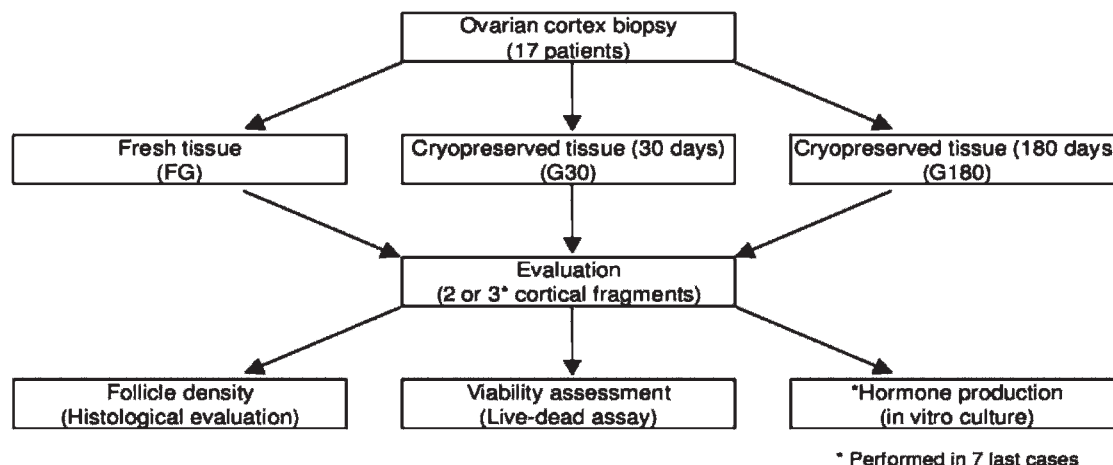 Ovarian cortex biopsy
(17 patients)
Fresh tissue
(FG)
Cryopreserved tissue (30 days)
(G30)
Cryopreserved tissue (180 days)
(G180)
Evaluation
(2 or 3* cortical fragments)
Follicle density
(Histological evaluation)
Viability assessment
(Live-dead assay)
*Hormone production
(in vitro culture)
* Performed in 7 last cases